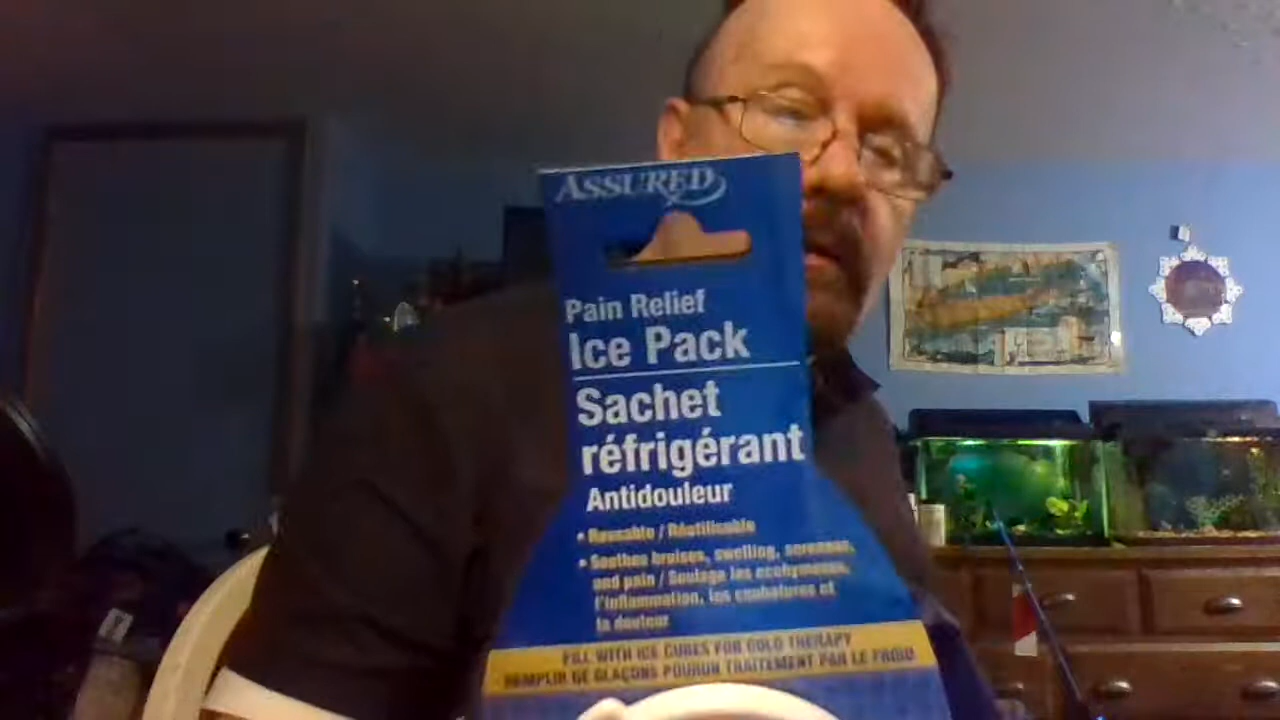 ASSURED
Pain Relief
Ice Pack
Sachet
réfrigérant
Antidouleur
• Reusable / Réutilisable
• Soothes bruises, swelling, soreness,
and pain / Soulage les ecchymoses,
l'inflammation, les courbatures et
la douleur
FILL WITH ICE CUBES FOR COLD THERAPY
REMPLIR DE GLAÇONS POURUN TRAITEMENT PAR LE FROID